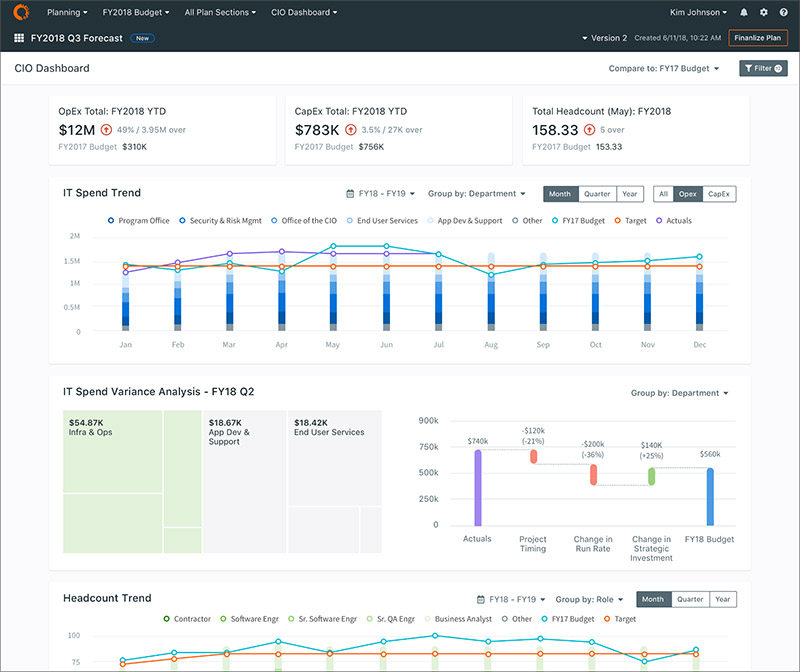 Planning FY2018 Budget All Plan Sections CIO Dashboard Kim Johnson
FY2018 Q3 Forecast New Version 2 Created 6/11/18, 10:22 AM Finanlize Plan
CIO Dashboard Compare to: FY17 Budget Filter
OpEx Total: FY2018 YTD
$12M 49% / 3.95M over
FY2017 Budget $310K
CapEx Total: FY2018 YTD
$783K 3.5% / 27K over
FY2017 Budget $756K
Total Headcount (May): FY2018
158.33 5 over
FY2017 Budget 153.33
IT Spend Trend FY18 - FY19 Group by: Department Month Quarter Year All Opex CapEx
Program Office Security & Risk Mgmt Office of the CIO End User Services App Dev & Support Other FY17 Budget Target Actuals
2M
1.5M
1M
0.5M
0
Jan Feb Mar Apr May Jun Jul Aug Sep Oct Nov Dec
IT Spend Variance Analysis - FY18 Q2 Group by: Department
$54.87K
Infra & Ops
$18.67K
App Dev &
Support
$18.42K
End User Services
900k
750k
500k
250k
0
$740k
-$120k
(-21%)
-$200k
(-36%)
$140K
(+25%)
$560k
Actuals
Project
Timing
Change in
Run Rate
Change in
Strategic
Investment
FY18 Budget
Headcount Trend FY18 - FY19 Group by: Role Month Quarter Year
Contractor Software Engr Sr. Software Engr Sr. QA Engr Business Analyst Other FY17 Budget Target
100
75